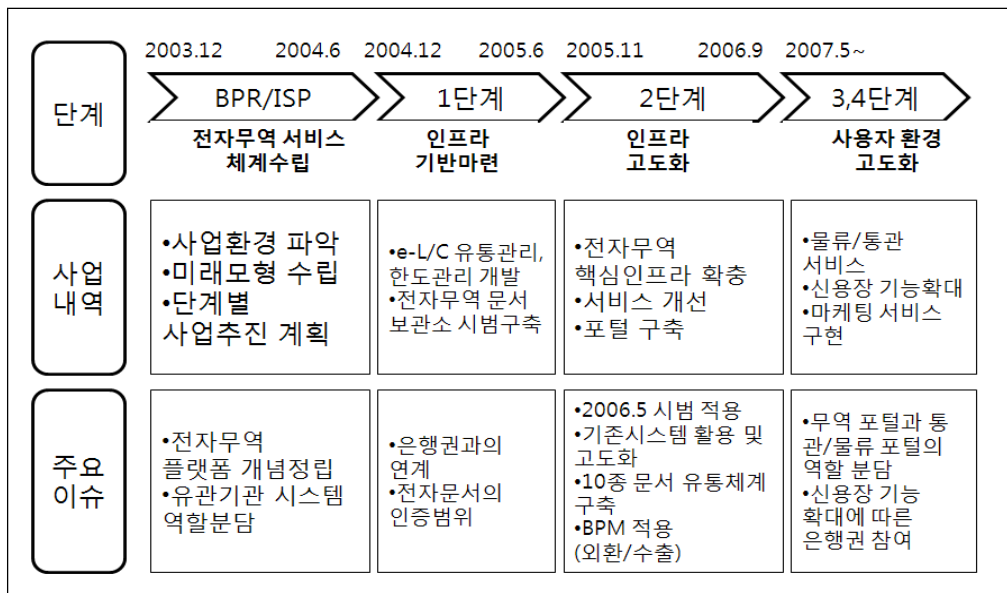 2003.12 2004.6 2004.12 2005.6 2005.11 2006.9 2007.5~
단계
BPR/ISP
1단계
2단계
3,4단계
전자무역 서비스
체계수립
인프라
기반마련
인프라
고도화
사용자 환경
고도화
사업
내역
•사업환경 파악
•미래모형 수립
•단계별
사업추진 계획
•e-L/C 유통관리,
한도관리 개발
•전자무역 문서
보관소 시범구축
•전자무역
핵심인프라 확충
•서비스 개선
•포털 구축
•물류/통관
서비스
•신용장 기능확대
•마케팅 서비스
구현
주요
이슈
•전자무역
플랫폼 개념정립
•유관기관 시스템
역할분담
•은행권과의
연계
•전자문서의
인증범위
•2006.5 시범 적용
•기존시스템 활용 및
고도화
•10종 문서 유통체계
구축
•BPM 적용
(외환/수출)
•무역 포털과 통
관/물류 포털의
역할 분담
•신용장 기능
확대에 따른
은행권 참여